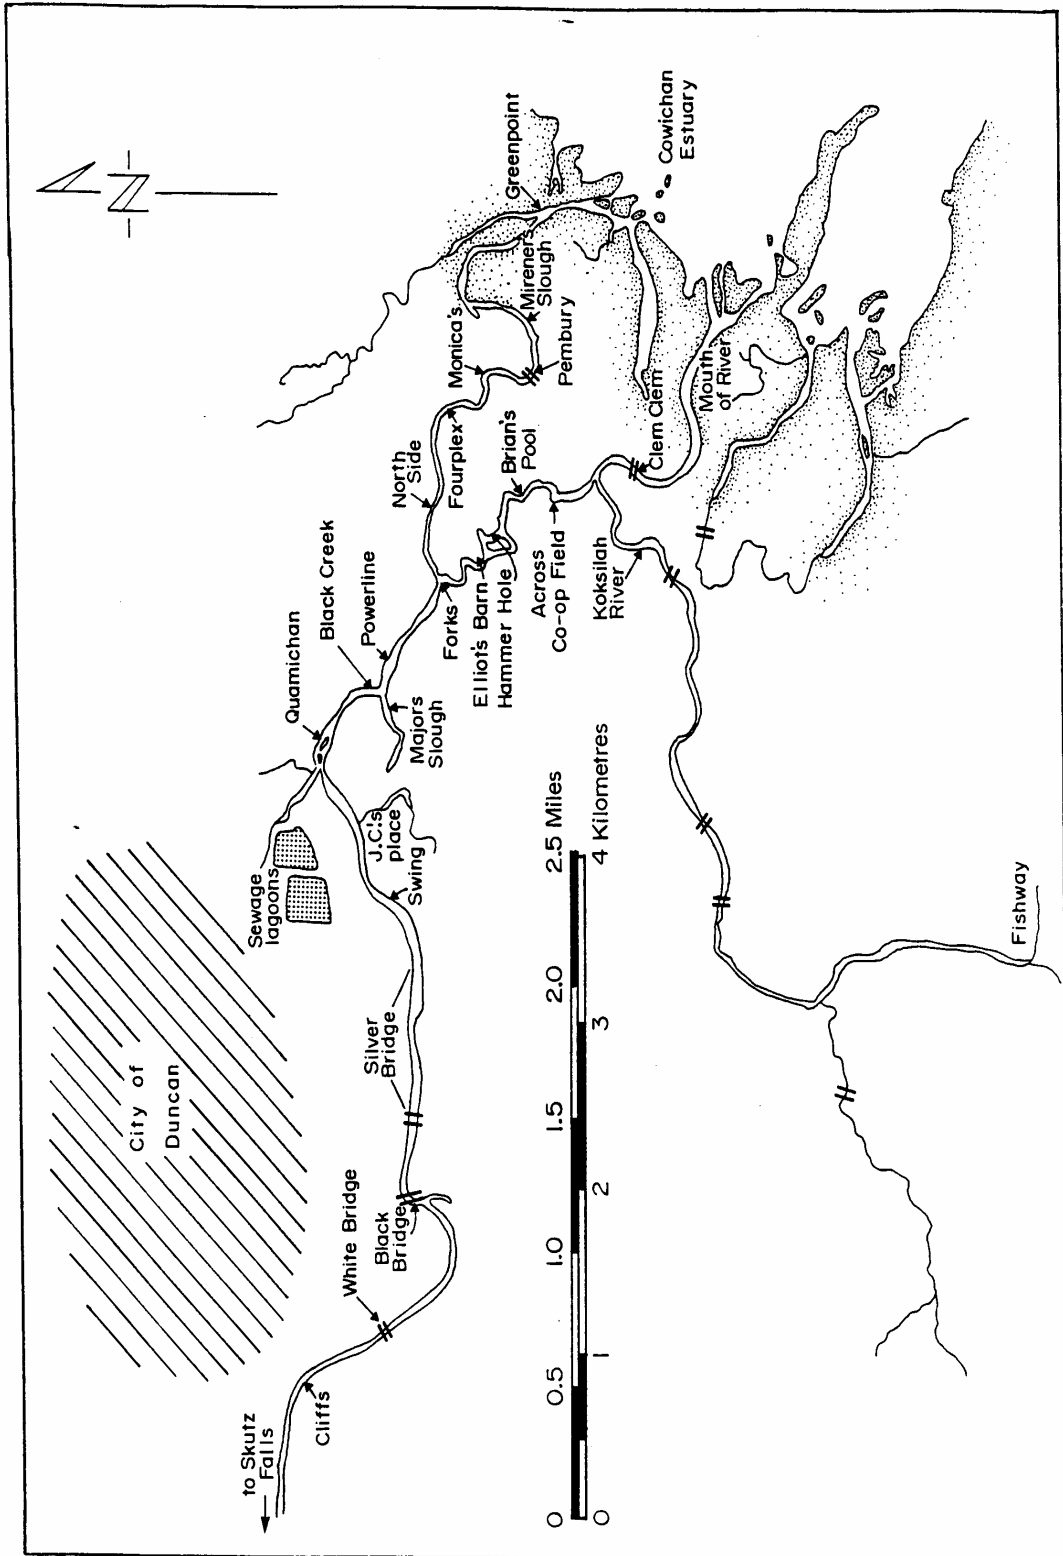 to Skutz
Falls
Cliffs
White Bridge
Black
Bridge
Silver
Bridge
City of
Duncan
Sewage
lagoons
Swing
J.C.'s
place
Quamichan
Majors
Slough
Black Creek
Powerline
Forks
Elliot's Barn
Hammer Hole
North
Side
Fourplex
Monica's
Brian's
Pool
Across
Co-op Field
Pembury
Mireners
Slough
Greenpoint
Cowichan
Estuary
Clem Clem
Mouth
of River
Koksilah
River
Fishway
N
0 0.5 1.0 1.5 2.0 2.5 Miles
0 1 2 3 4 Kilometres